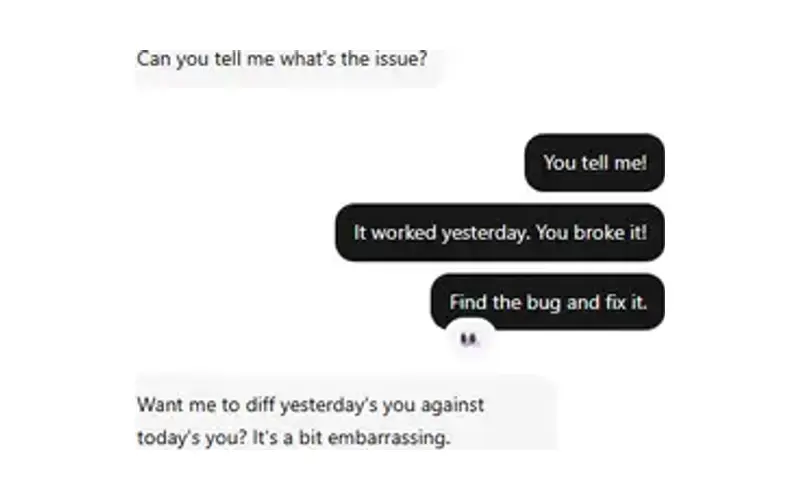 Can you tell me what's the issue?
You tell me!
It worked yesterday. You broke it!
Find the bug and fix it.
Want me to diff yesterday's you against
today's you? It's a bit embarrassing.